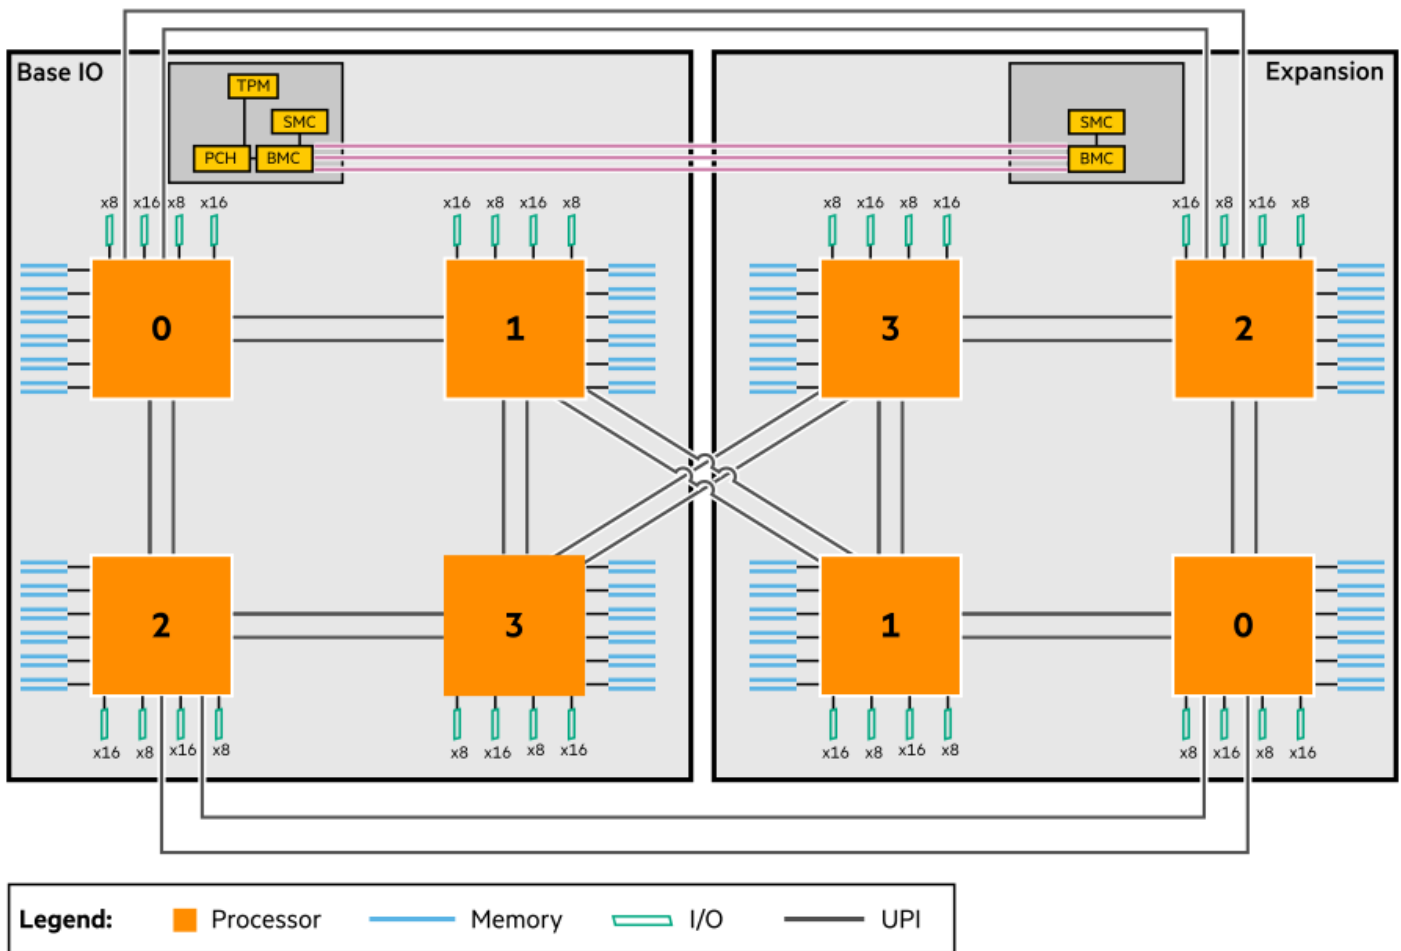 Base IO
Expansion
TPM
SMC
SMC
PCH
BMC
BMC
x8 x16 x8 x16
x16 x8 x16 x8
x8 x16 x8 x16
x16 x8 x16 x8
0
1
3
2
2
3
1
0
x16 x8 x16 x8
x8 x16 x8 x16
x16 x8 x16 x8
x8 x16 x8 x16
Legend: Processor Memory I/O UPI